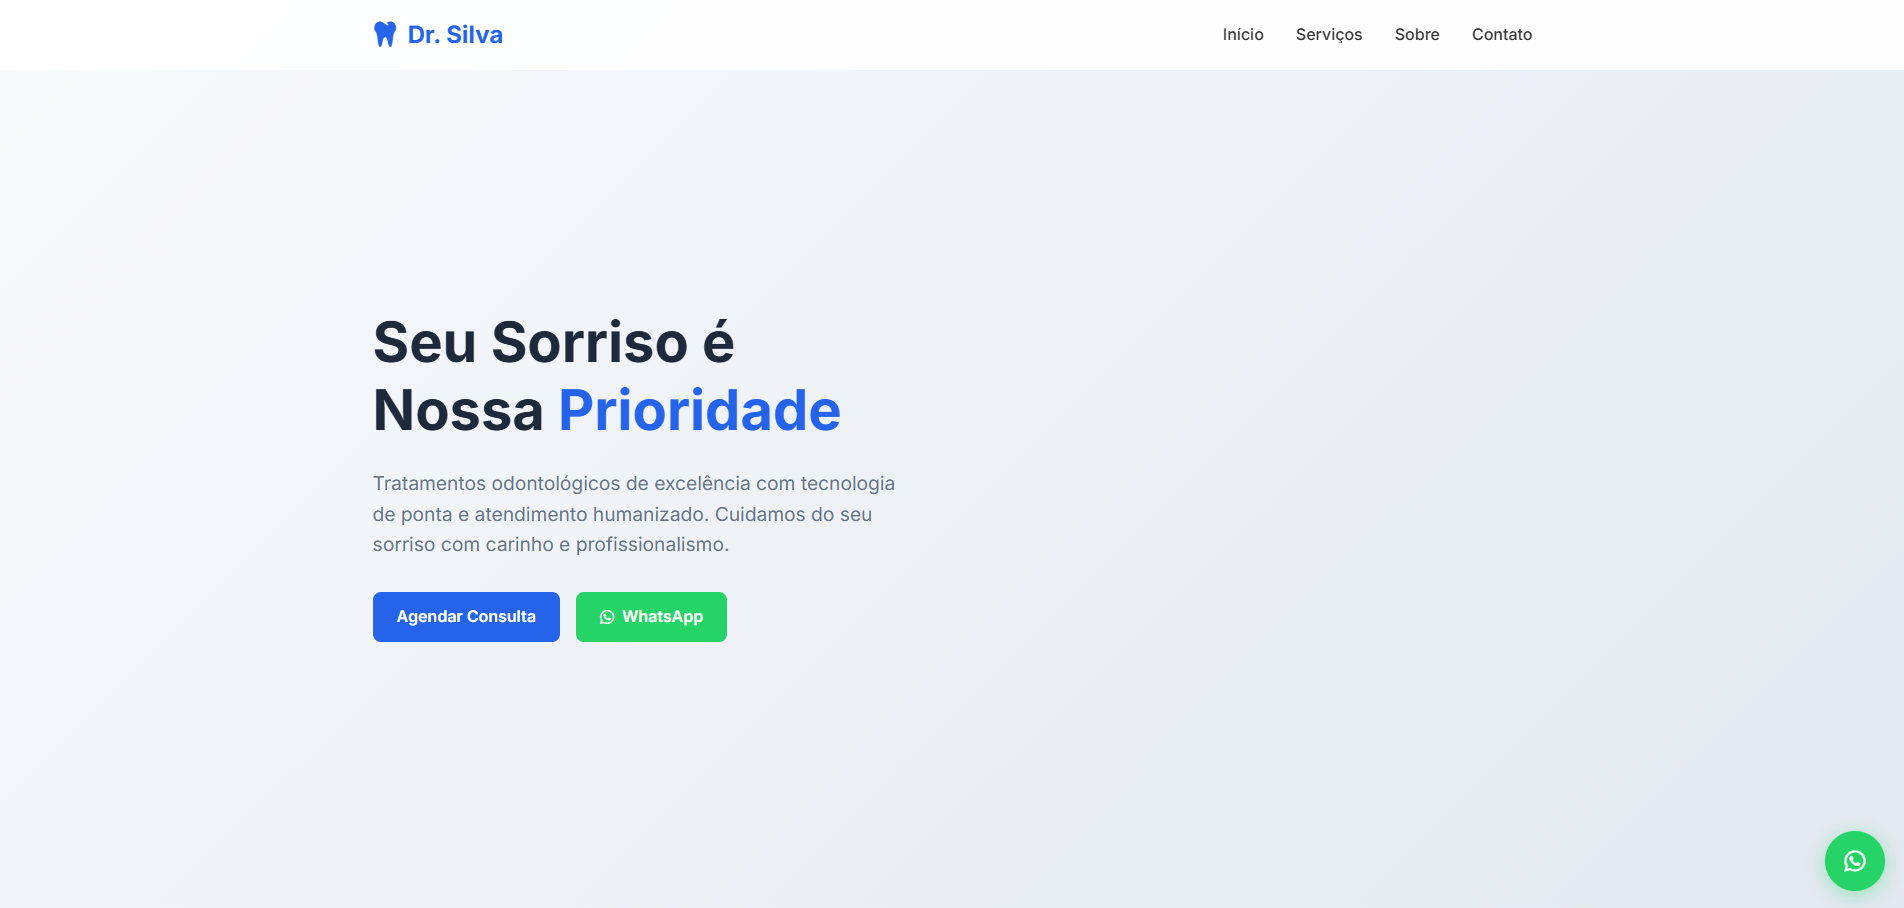 Dr. Silva
Início
Serviços
Sobre
Contato
Seu Sorriso é
Nossa Prioridade
Tratamentos odontológicos de excelência com tecnologia
de ponta e atendimento humanizado. Cuidamos do seu
sorriso com carinho e profissionalismo.
Agendar Consulta
WhatsApp